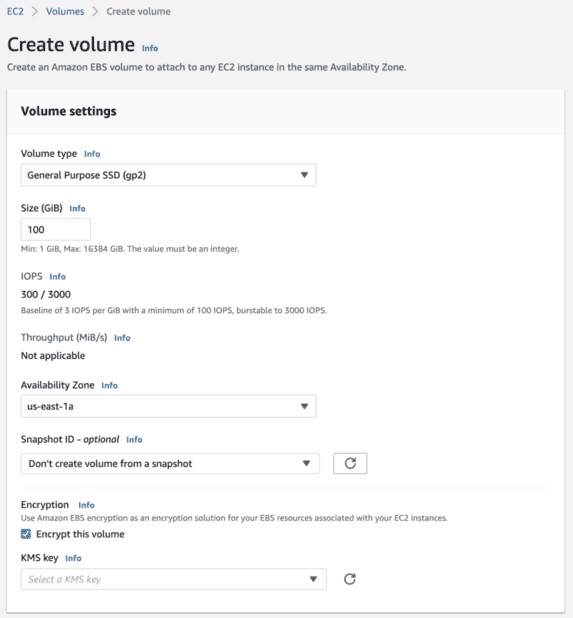 EC2 > Volumes > Create volume
Create volume Info
Create an Amazon EBS volume to attach to any EC2 instance in the same Availability Zone.
Volume settings
Volume type Info
General Purpose SSD (gp2)
Size (GiB) Info
100
Min: 1 GiB, Max: 16384 GiB. The value must be an integer.
IOPS Info
300 / 3000
Baseline of 3 IOPS per GiB with a minimum of 100 IOPS, burstable to 3000 IOPS.
Throughput (MiB/s) Info
Not applicable
Availability Zone Info
us-east-1a
Snapshot ID - optional Info
Don't create volume from a snapshot
Encryption Info
Use Amazon EBS encryption as an encryption solution for your EBS resources associated with your EC2 instances.
Encrypt this volume
KMS key Info
Select a KMS key